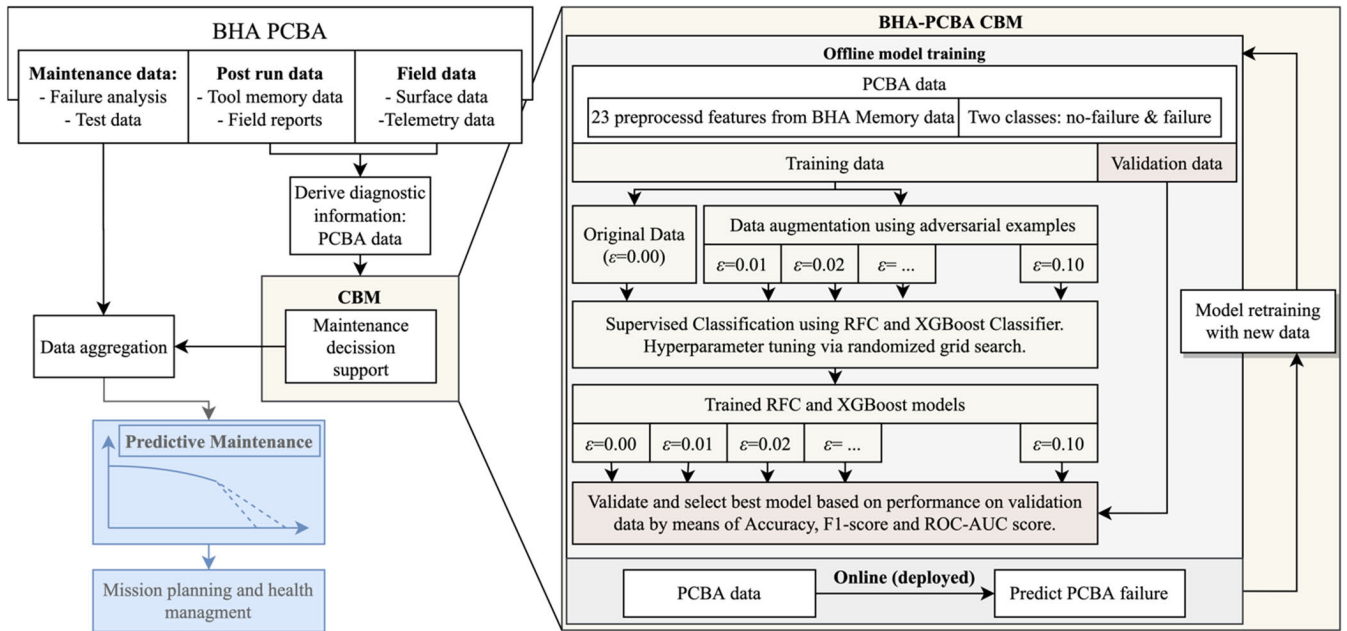 BHA PCBA
Maintenance data:
- Failure analysis
- Test data
Post run data
- Tool memory data
- Field reports
Field data
- Surface data
-Telemetry data
Derive diagnostic
information:
PCBA data
CBM
Maintenance
decission
support
Data aggregation
Predictive Maintenance
Mission planning and health
managment
BHA-PCBA CBM
Offline model training
PCBA data
23 preprocessd features from BHA Memory data
Two classes: no-failure & failure
Training data
Validation data
Original Data
(ε=0.00)
Data augmentation using adversarial examples
ε=0.01
ε=0.02
ε= ...
ε=0.10
Supervised Classification using RFC and XGBoost Classifier.
Hyperparameter tuning via randomized grid search.
Trained RFC and XGBoost models
ε=0.00
ε=0.01
ε=0.02
ε= ...
ε=0.10
Validate and select best model based on performance on validation
data by means of Accuracy, F1-score and ROC-AUC score.
PCBA data
Online (deployed)
Predict PCBA failure
Model retraining
with new data